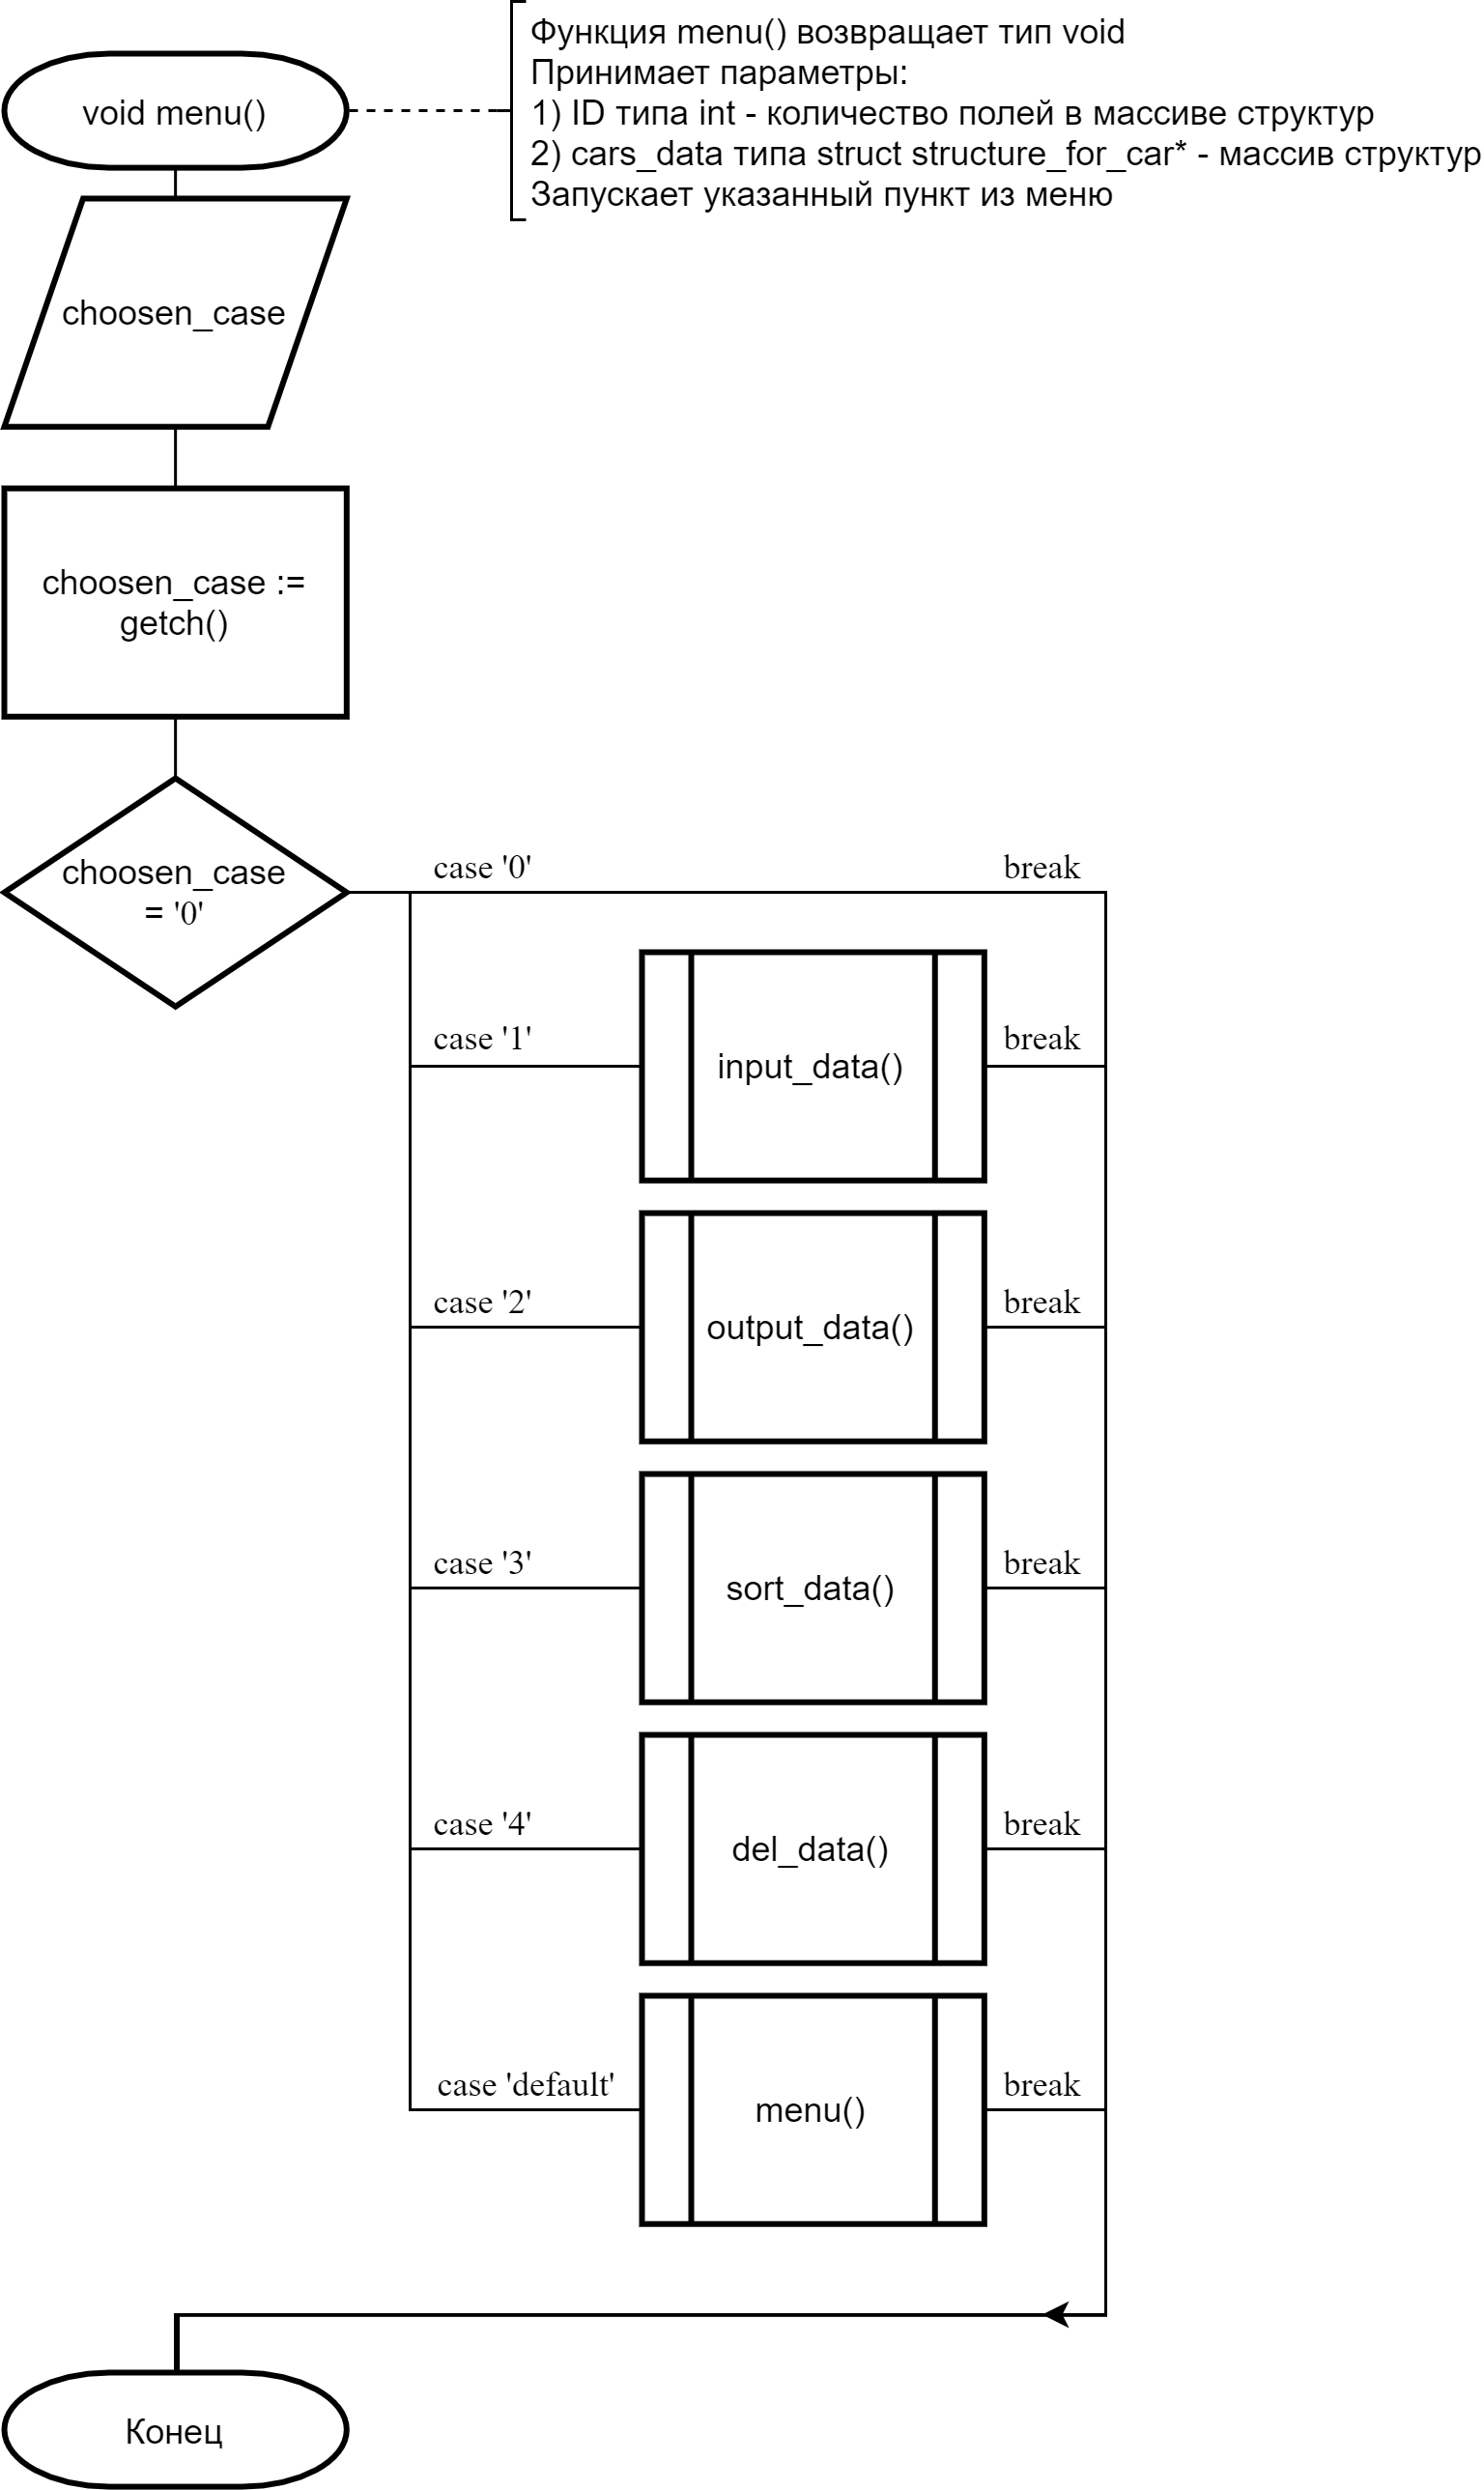 Функция menu() возвращает тип void
Принимает параметры:
1) ID типа int - количество полей в массиве структур
2) cars_data типа struct structure_for_car* - массив структур
Запускает указанный пункт из меню
void menu()
choosen_case
choosen_case :=
getch()
choosen_case
= '0'
case '0'
break
case '1'
input_data()
break
case '2'
output_data()
break
case '3'
sort_data()
break
case '4'
del_data()
break
case 'default'
menu()
break
Конец